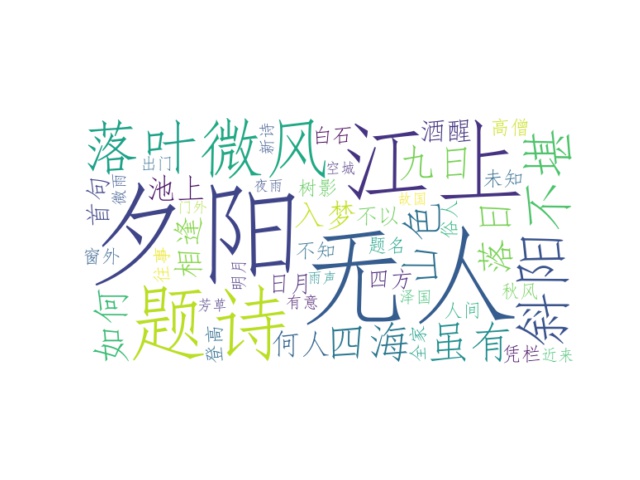 落叶
微风
江上
夕阳
无人
题诗
斜阳
不堪
四海
虽有
如何
何人
首句
出门
微雨
池上
新诗
白石
空城
酒醒
九日
高僧
未知
树影
夜雨
门外
入梦
不以
故国
俗人
山色
落日
相逢
窗外
往事
明月
不知
雨声
题名
四方
日月
有意
芳草
登高
泽国
人间
秋风
全家
凭栏
近来